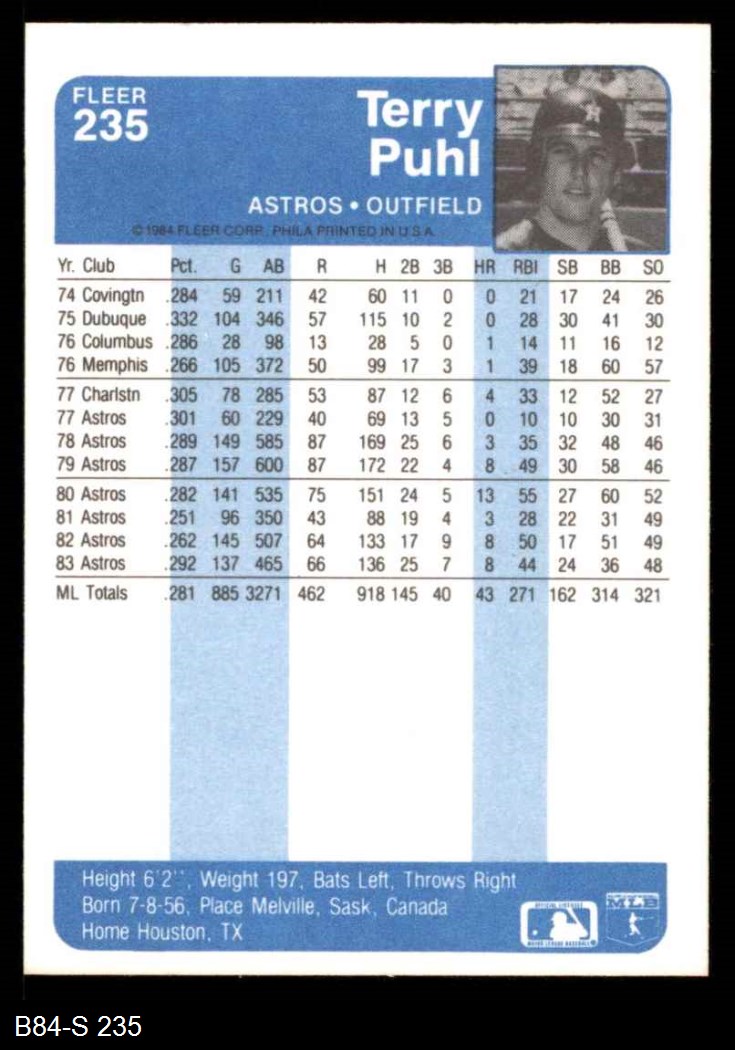 FLEER
235
Terry
Puhl
ASTROS • OUTFIELD
© 1984 FLEER CORP. PHILA PRINTED IN U.S.A.
Yr. Club Pct. G AB R H 2B 3B HR RBI SB BB SO
74 Covingtn .284 59 211 42 60 11 0 0 21 17 24 26
75 Dubuque .332 104 346 57 115 10 2 0 28 30 41 30
76 Columbus .286 28 98 13 28 5 0 1 14 11 16 12
76 Memphis .266 105 372 50 99 17 3 1 39 18 60 57
77 Charlstn .305 78 285 53 87 12 6 4 33 12 52 27
77 Astros .301 60 229 40 69 13 5 0 10 10 30 31
78 Astros .289 149 585 87 169 25 6 3 35 32 48 46
79 Astros .287 157 600 87 172 22 4 8 49 30 58 46
80 Astros .282 141 535 75 151 24 5 13 55 27 60 52
81 Astros .251 96 350 43 88 19 4 3 28 22 31 49
82 Astros .262 145 507 64 133 17 9 8 50 17 51 49
83 Astros .292 137 465 66 136 25 7 8 44 24 36 48
ML Totals .281 885 3271 462 918 145 40 43 271 162 314 321
Height 6'2", Weight 197, Bats Left, Throws Right
Born 7-8-56, Place Melville, Sask, Canada
Home Houston, TX
MAJOR LEAGUE BASEBALL
MLB
B84-S 235